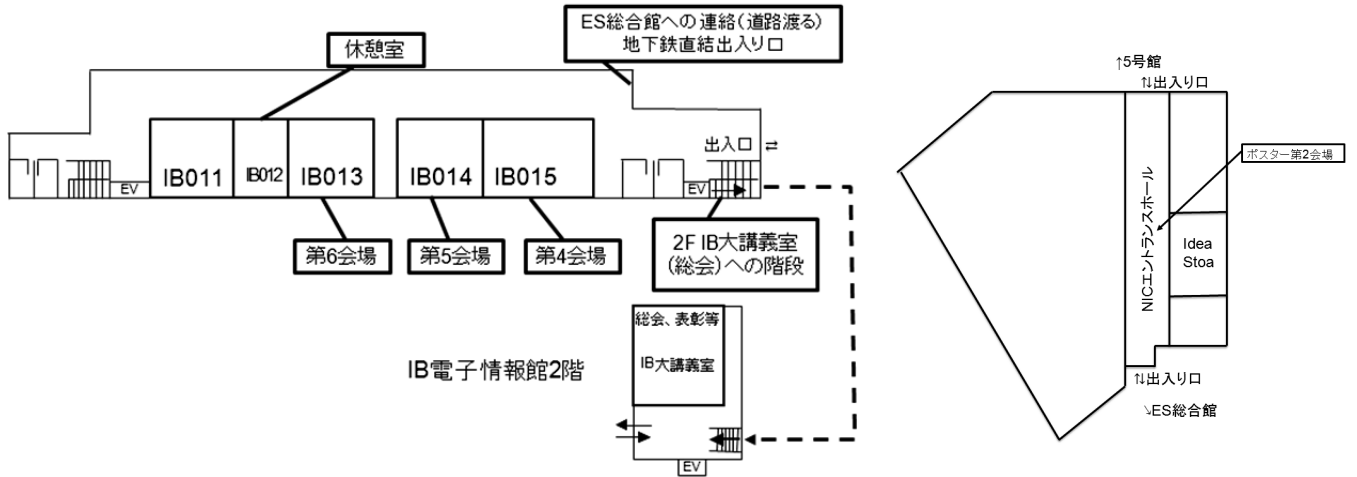 ES総合館への連絡(道路渡る)
地下鉄直結出入り口
休憩室
出入口 ⇄
EV
IB011
IB012
IB013
IB014
IB015
EV
第6会場
第5会場
第4会場
2F IB大講義室
(総会)への階段
IB電子情報館2階
総会、表彰等
IB大講義室
EV
↑5号館
⇅出入り口
ポスター第2会場
NICエントランスホール
Idea
Stoa
⇅出入り口
↘ES総合館